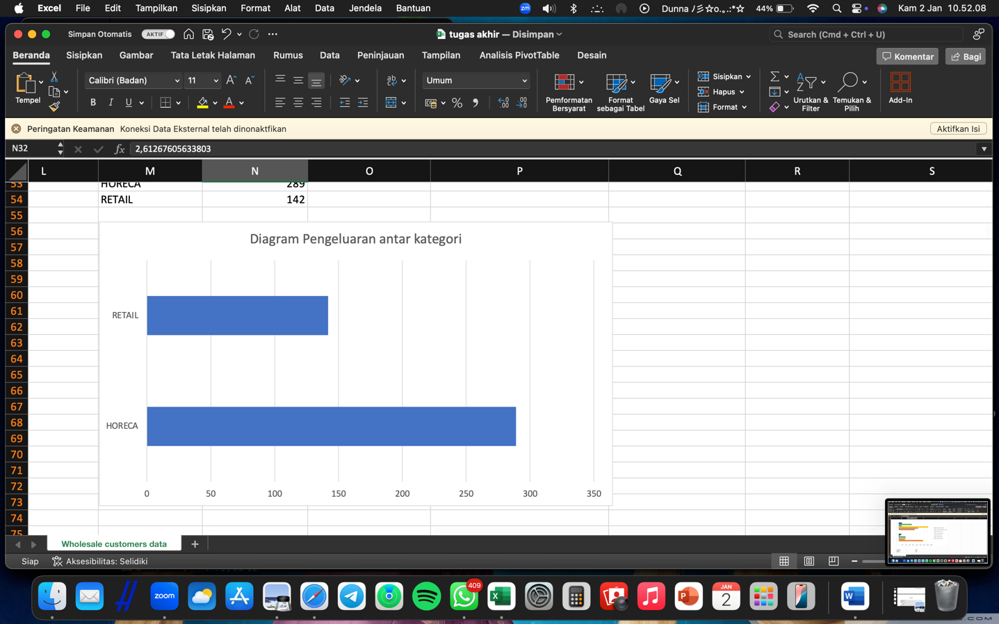 Excel File Edit Tampilkan Sisipkan Format Alat Data Jendela Bantuan zm 44% Kam 2 Jan 10.52.08
Simpan Otomatis AKTIF tugas akhir — Disimpan Search (Cmd + Ctrl + U)
Beranda Sisipkan Gambar Tata Letak Halaman Rumus Data Peninjauan Tampilan Analisis PivotTable Desain Komentar Bagi
Tempel Calibri (Badan) 11 Umum
B I U
Pemformatan Bersyarat
Format sebagai Tabel
Gaya Sel
Sisipkan
Hapus
Format
Urutkan & Filter
Temukan & Pilih
Add-In
Peringatan Keamanan Koneksi Data Eksternal telah dinonaktfikan Aktifkan Isi
N32 fx 2,61267605633803
L M N O P Q R S
53 HORECA 289
54 RETAIL 142
55
56
57
58
59
60
61
62
63
64
65
66
67
68
69
70
71
72
73
74
75
Diagram Pengeluaran antar kategori
RETAIL
HORECA
0 50 100 150 200 250 300 350
Wholesale customers data +
Siap Aksesibilitas: Selidiki
zoom 409 JAN 2